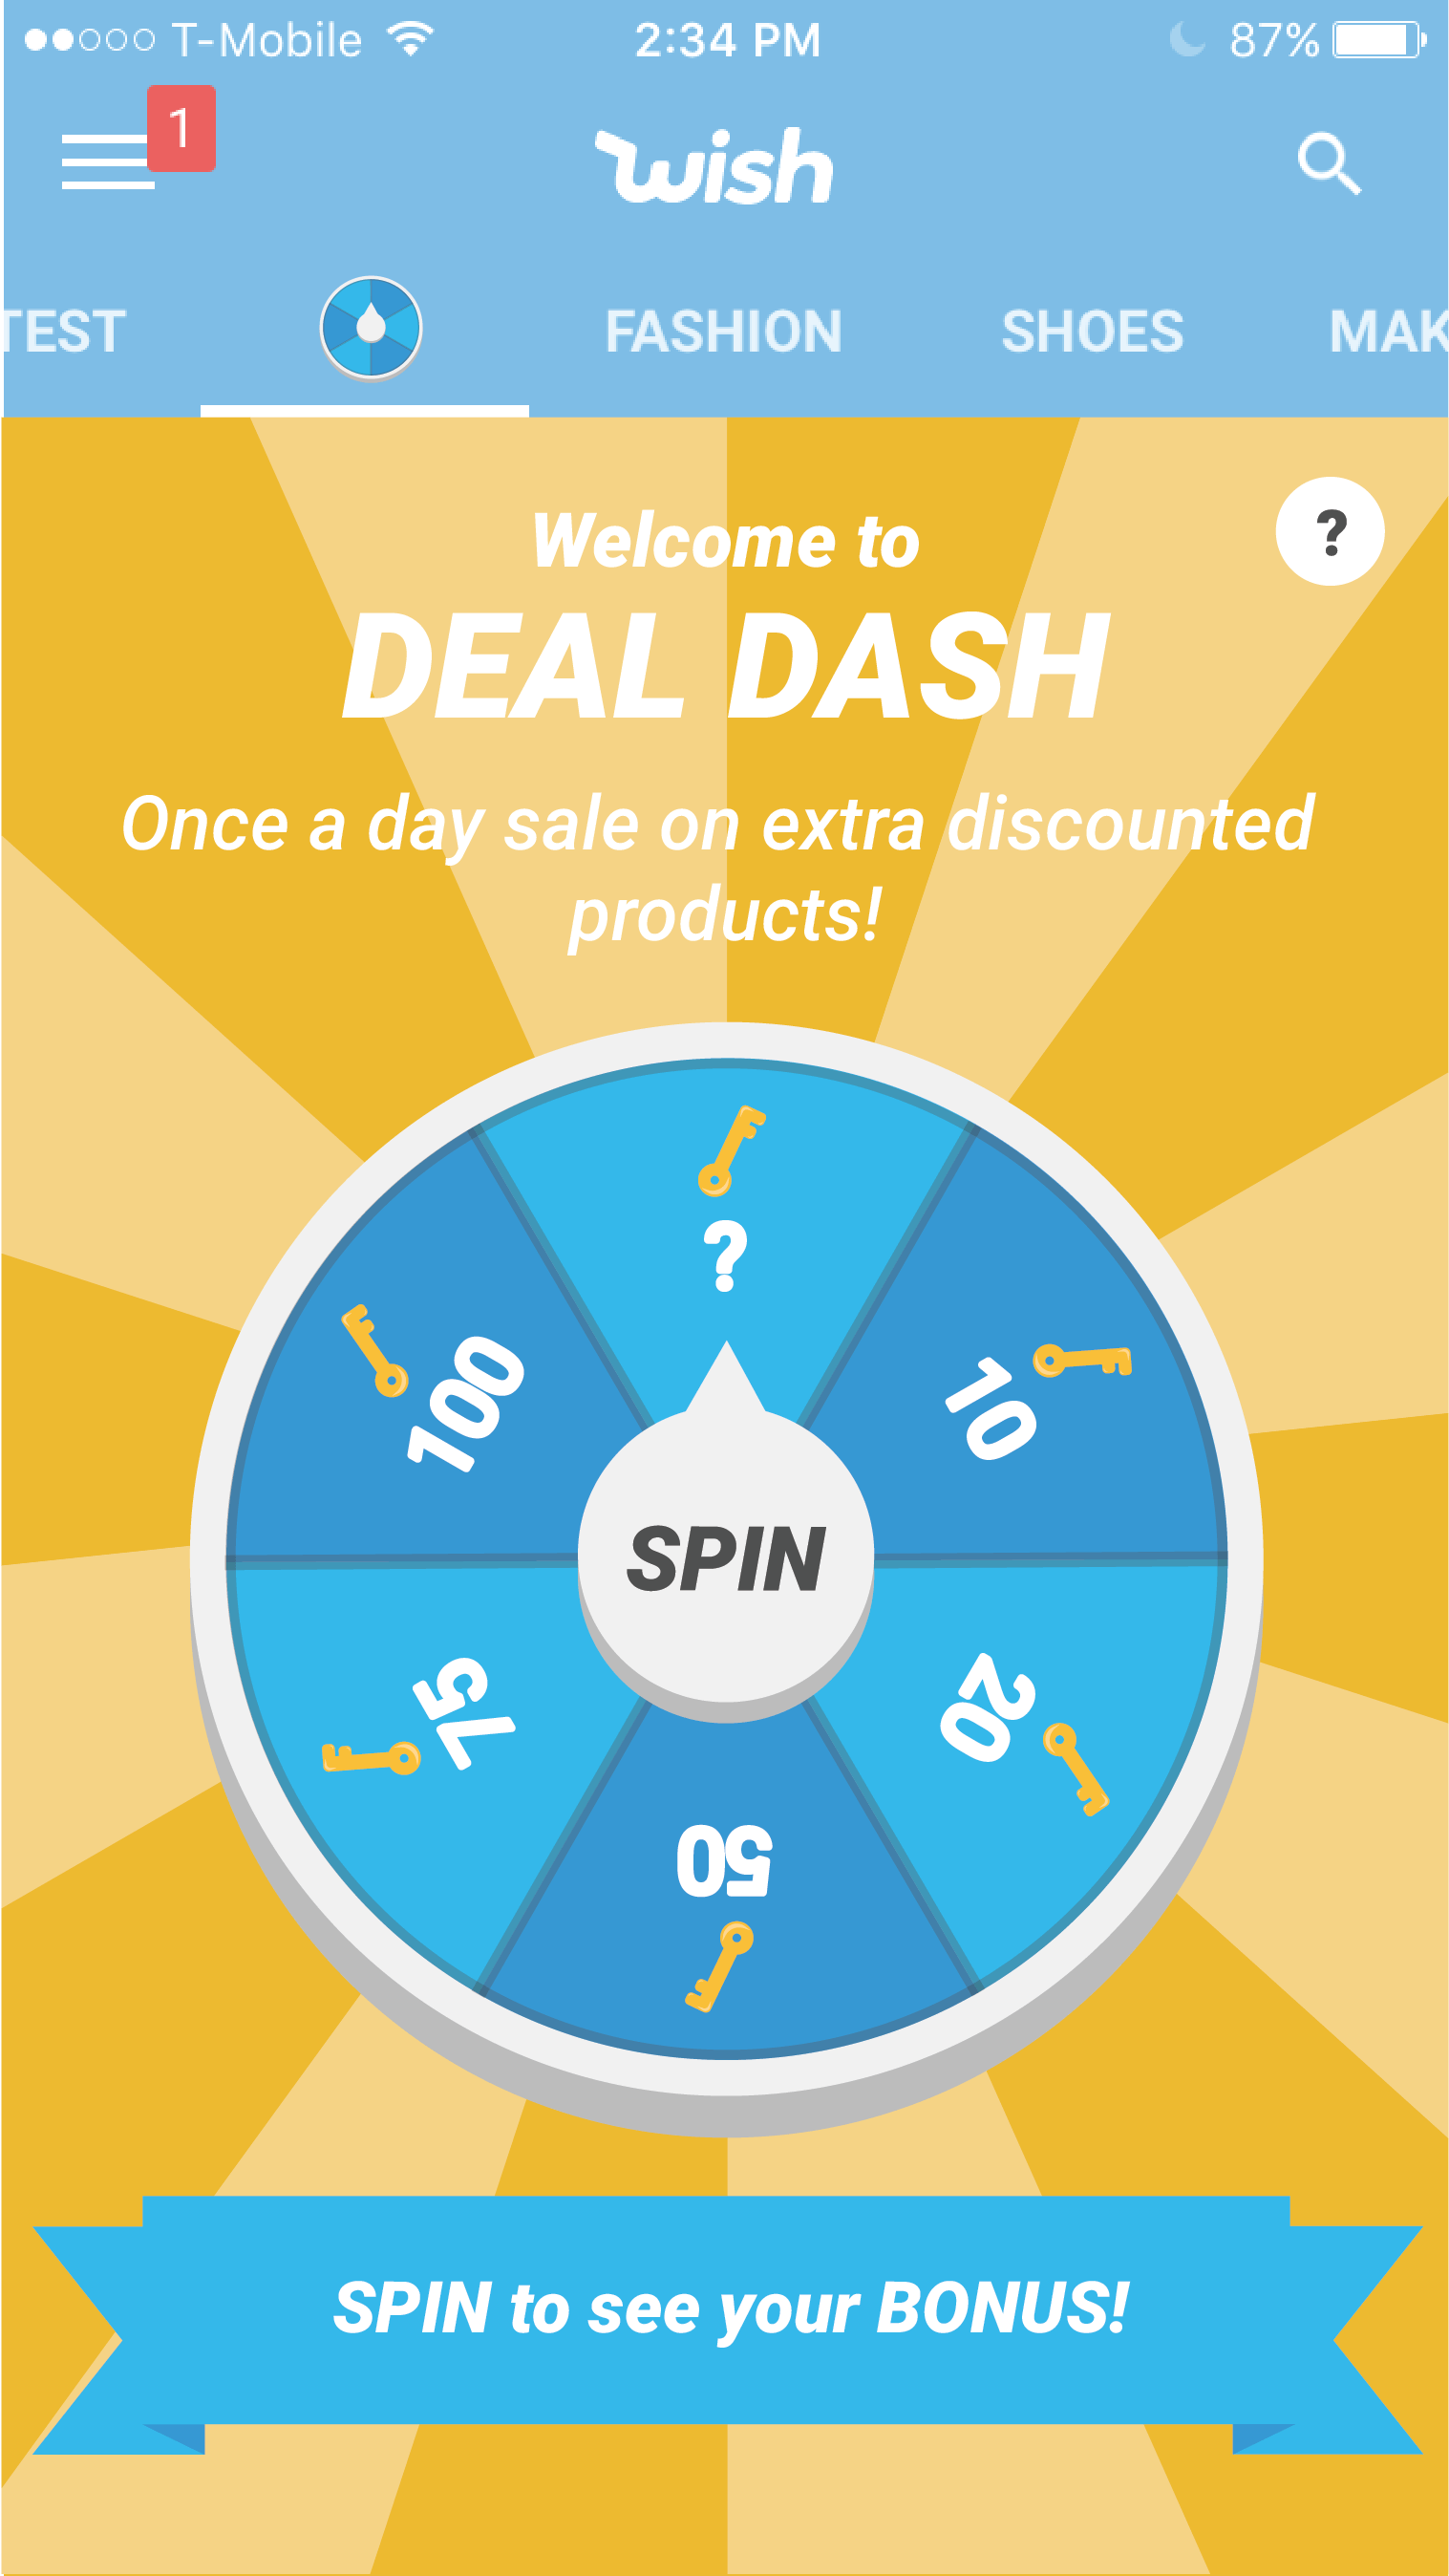 T-Mobile 2:34 PM 87%
1
wish
TEST FASHION SHOES MAK
?
Welcome to
DEAL DASH
Once a day sale on extra discounted
products!
?
100 10
SPIN
75 20
50
SPIN to see your BONUS!